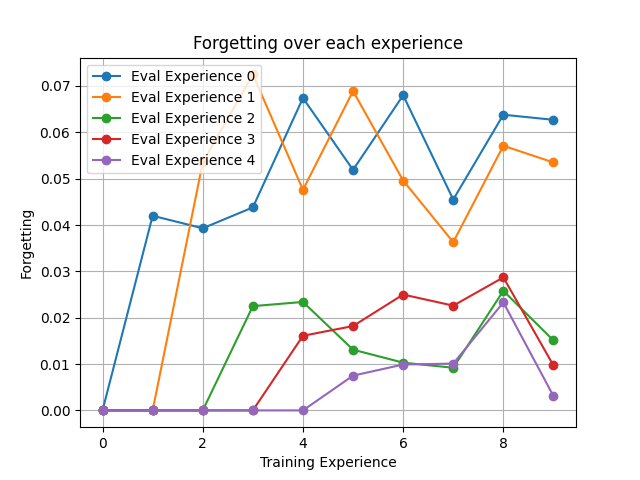 Forgetting over each experience
Eval Experience 0
Eval Experience 1
Eval Experience 2
Eval Experience 3
Eval Experience 4
Forgetting
0.07
0.06
0.05
0.04
0.03
0.02
0.01
0.00
0 2 4 6 8
Training Experience